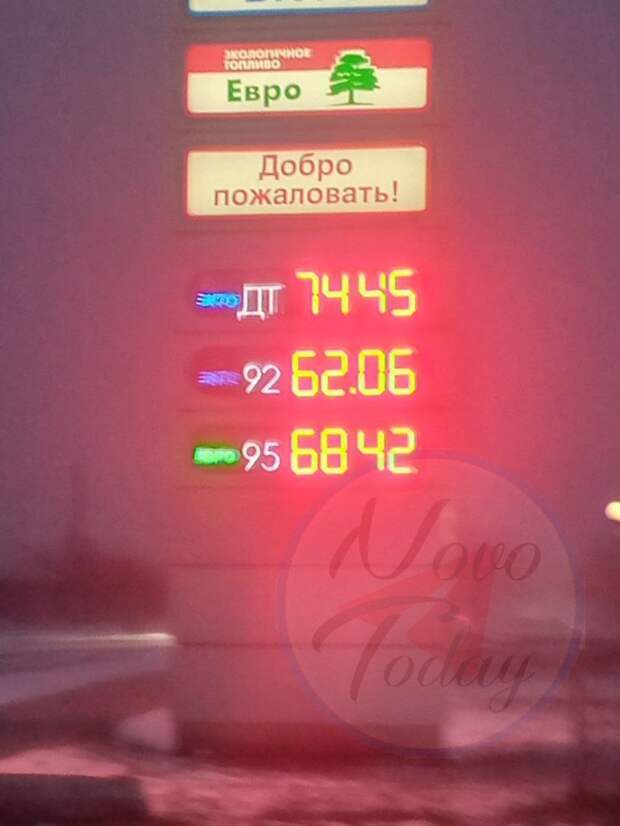 ЭКОЛОГИЧНОЕ
ТОПЛИВО
Евро
Добро
пожаловать!
ДТ 74 45
92 62.06
ЕВРО 95 68 42
Novo
Today